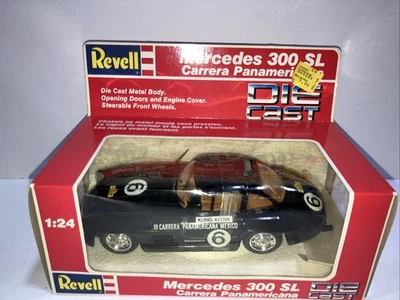 Revell
Mercedes 300 SL
Carrera Panamericana
Die Cast Metal Body.
Opening Doors and Engine Cover.
Steerable Front Wheels.
DIE
CAST
6
KLING KLENK
III CARRERA PANAMERICANA MEXICO
6
1:24
Revell
Mercedes 300 SL
Carrera Panamericana
DIE
CAST